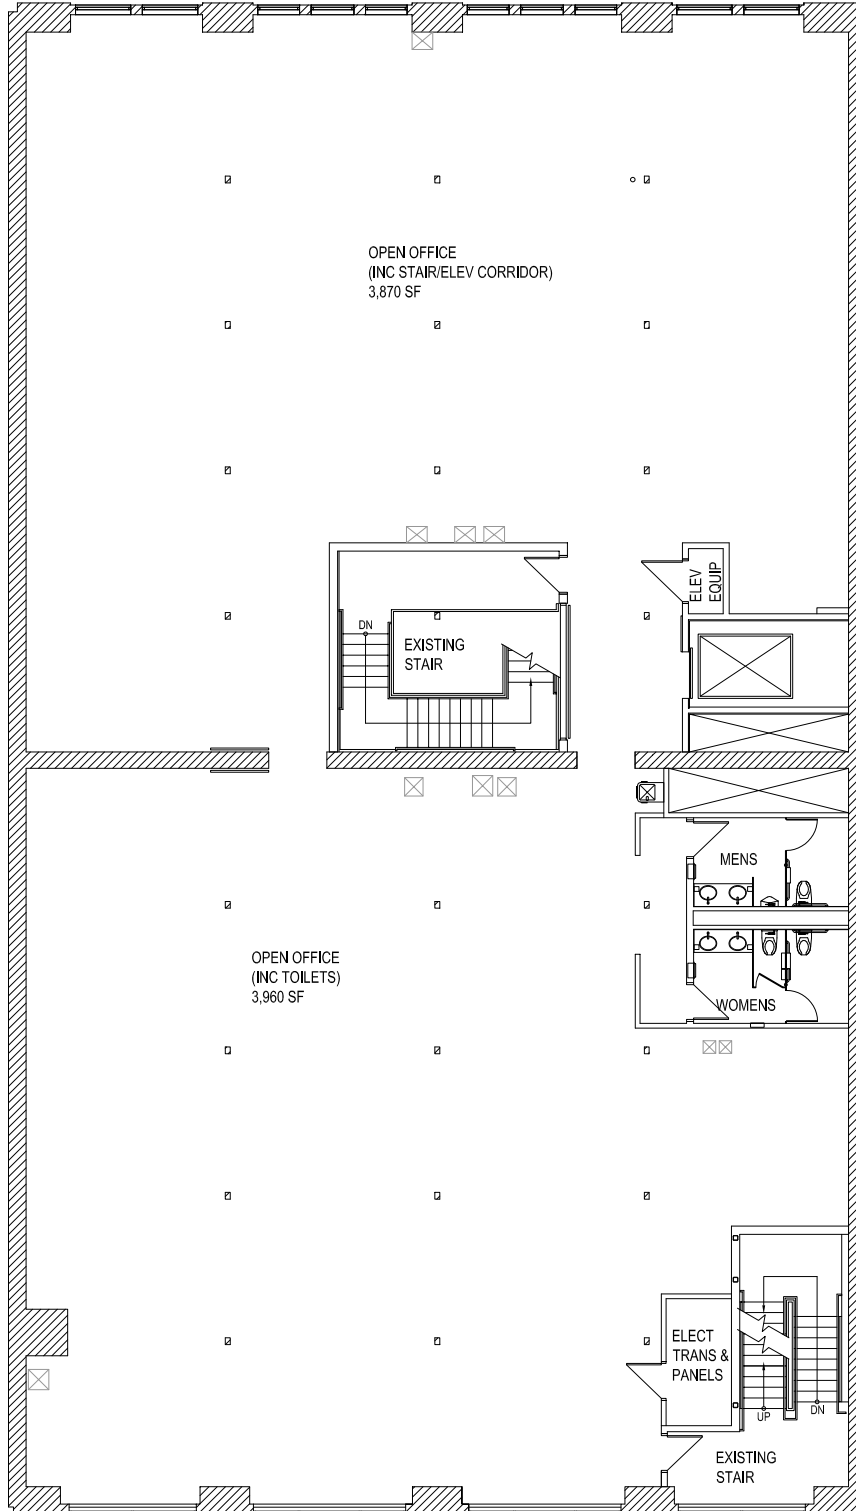 OPEN OFFICE
(INC STAIR/ELEV CORRIDOR)
3,870 SF
ELEV
EQUIP
DN
EXISTING
STAIR
MENS
OPEN OFFICE
(INC TOILETS)
3,960 SF
WOMENS
ELECT
TRANS &
PANELS
UP
DN
EXISTING
STAIR